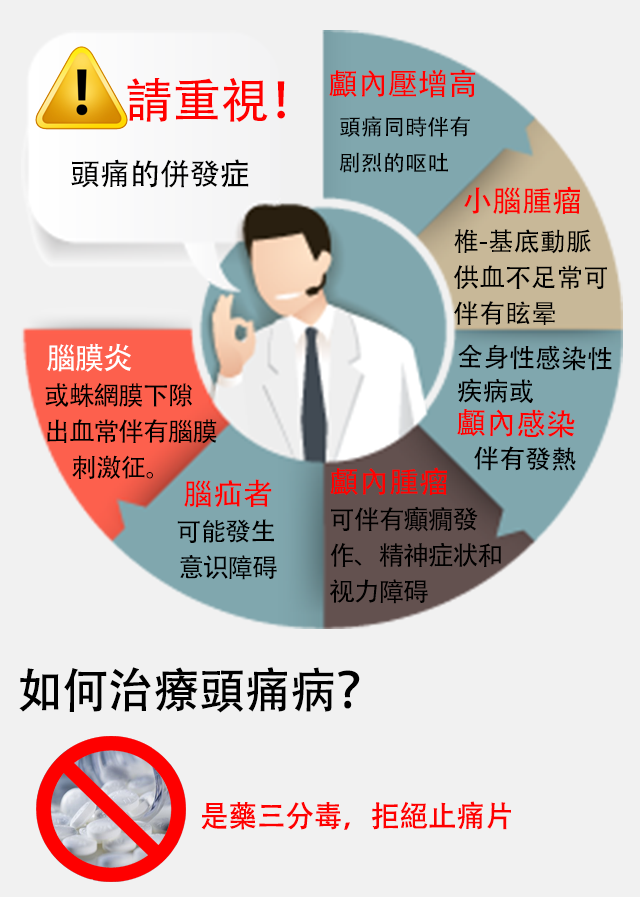 請重視！
頭痛的併發症
顱內壓增高
頭痛同時伴有
剧烈的呕吐
小腦腫瘤
椎-基底動脈
供血不足常可
伴有眩晕
全身性感染性
疾病或
顱內感染
伴有發熱
顱內腫瘤
可伴有癲癇發
作、精神症状和
视力障碍
腦疝者
可能發生
意识障碍
腦膜炎
或蛛網膜下隙
出血常伴有腦膜
刺激征。
如何治療頭痛病？
是藥三分毒，拒絕止痛片